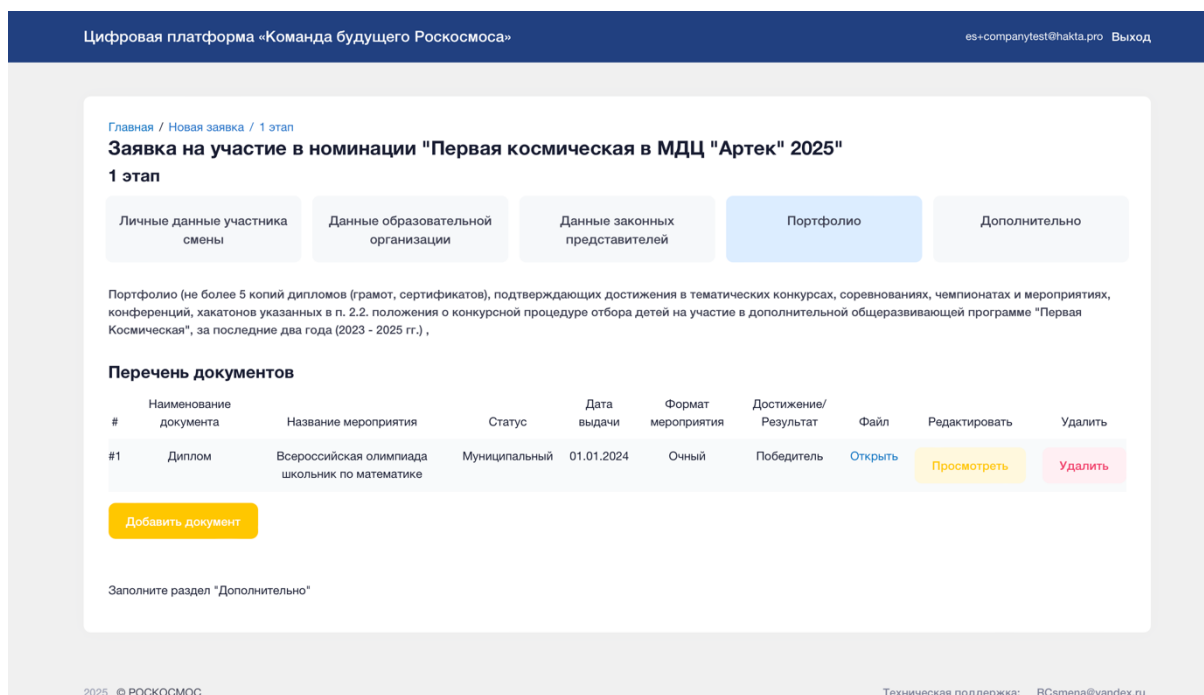 Цифровая платформа «Команда будущего Роскосмоса»
es+companytest@hakta.pro Выход
Главная / Новая заявка / 1 этап
Заявка на участие в номинации "Первая космическая в МДЦ "Артек" 2025"
1 этап
Личные данные участника
смены
Данные образовательной
организации
Данные законных
представителей
Портфолио
Дополнительно
Портфолио (не более 5 копий дипломов (грамот, сертификатов), подтверждающих достижения в тематических конкурсах, соревнованиях, чемпионатах и мероприятиях,
конференций, хакатонов указанных в п. 2.2. положения о конкурсной процедуре отбора детей на участие в дополнительной общеразвивающей программе "Первая
Космическая", за последние два года (2023 - 2025 гг.) ,
Перечень документов
# Наименование документа Название мероприятия Статус Дата выдачи Формат мероприятия Достижение/ Результат Файл Редактировать Удалить
#1 Диплом Всероссийская олимпиада школьник по математике Муниципальный 01.01.2024 Очный Победитель Открыть Просмотреть Удалить
Добавить документ
Заполните раздел "Дополнительно"
2025 © РОСКОСМОС
Техническая поддержка: RCsmena@yandex.ru